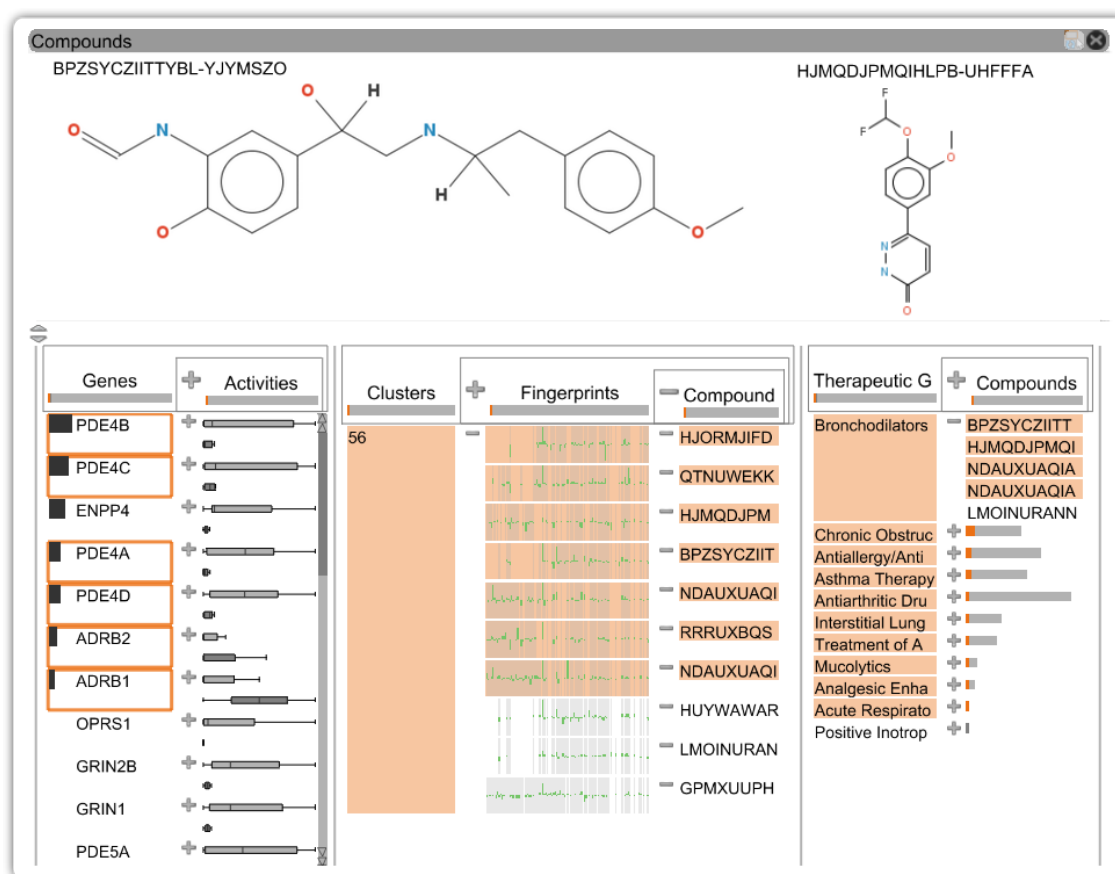 Compounds
BPZSYCZIITTYBL-YJYMSZO
HJMQDJPMQIHLPB-UHFFFA
O
N
O
H
N
H
O
O
F
F
O
O
N
N
O
Genes
Activities
PDE4B
PDE4C
ENPP4
PDE4A
PDE4D
ADRB2
ADRB1
OPRS1
GRIN2B
GRIN1
PDE5A
Clusters
Fingerprints
Compound
56
HJORMJIFD
QTNUWEKK
HJMQDJPM
BPZSYCZIIT
NDAUXUAQI
RRRUXBQS
NDAUXUAQI
HUYWAWAR
LMOINURAN
GPMXUUPH
Therapeutic G
Compounds
Bronchodilators
BPZSYCZIITT
HJMQDJPMQI
NDAUXUAQIA
NDAUXUAQIA
LMOINURANN
Chronic Obstruc
Antiallergy/Anti
Asthma Therapy
Antiarthritic Dru
Interstitial Lung
Treatment of A
Mucolytics
Analgesic Enha
Acute Respirato
Positive Inotrop